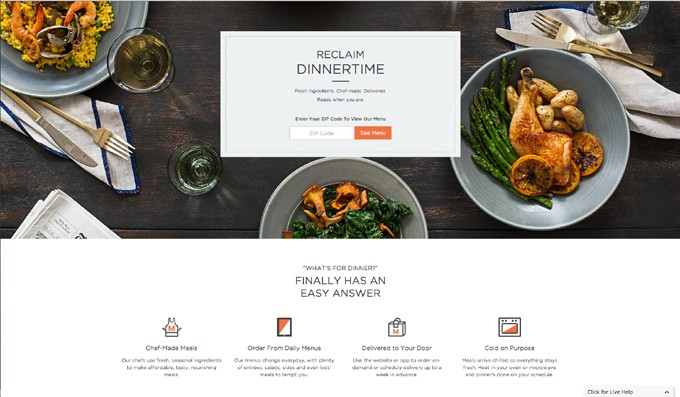 RECLAIM
DINNERTIME
Fresh Ingredients. Chef-made. Delivered.
Ready when you are.
Enter Your ZIP Code To View Our Menu
ZIP Code
See Menu
"WHAT'S FOR DINNER?"
FINALLY HAS AN
EASY ANSWER
M
M
Chef-Made Meals
Our chefs use fresh, seasonal ingredients
to make affordable, tasty, nourishing
meals.
Order From Daily Menus
Our menus change everyday, with plenty
of entrées, salads, sides and even kids'
meals to tempt you.
Delivered to Your Door
Use the website or app to order on-
demand or schedule delivery up to a
week in advance.
Cold on Purpose
Meals arrive chilled so everything stays
fresh. Heat in your oven or microwave
and dinner's done on your schedule.
Click for Live Help